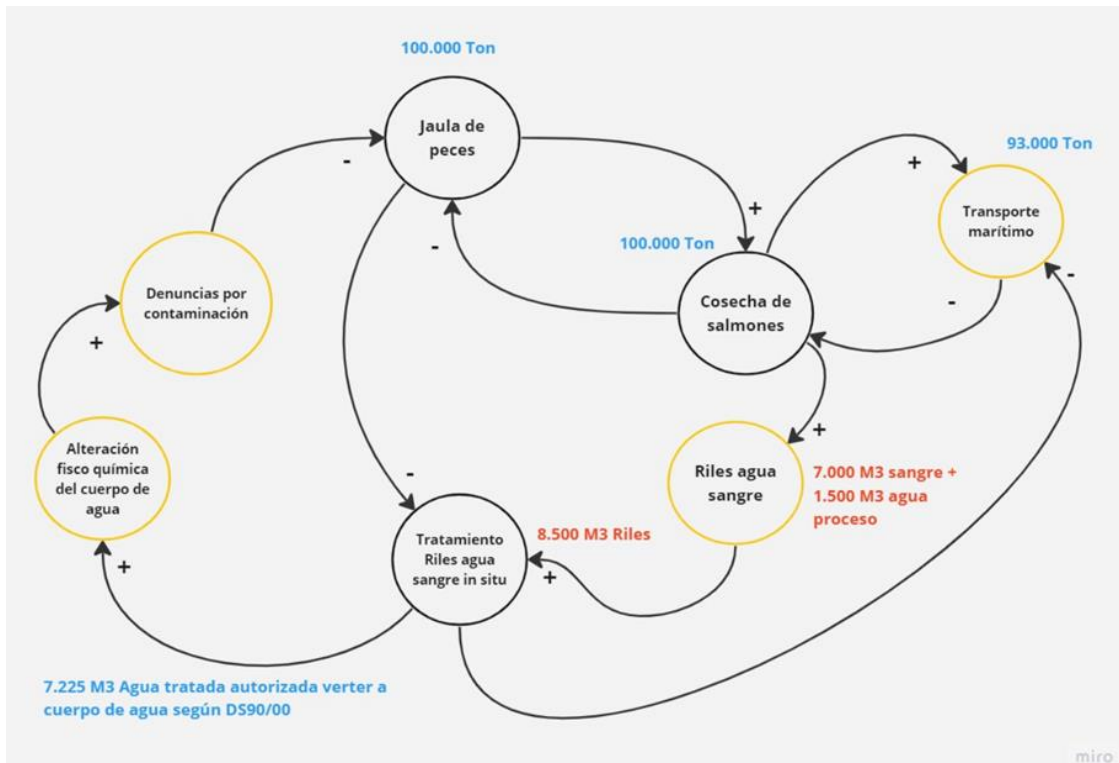 100.000 Ton
Jaula de
peces
-
+
93.000 Ton
+
Transporte
marítimo
-
100.000 Ton
-
Cosecha de
salmones
-
Denuncias por
contaminación
+
+
Alteración
fisco química
del cuerpo de
agua
Riles agua
sangre
7.000 M3 sangre +
1.500 M3 agua
proceso
-
Tratamiento
Riles agua
sangre in situ
8.500 M3 Riles
+
+
7.225 M3 Agua tratada autorizada verter a
cuerpo de agua según DS90/00
miro